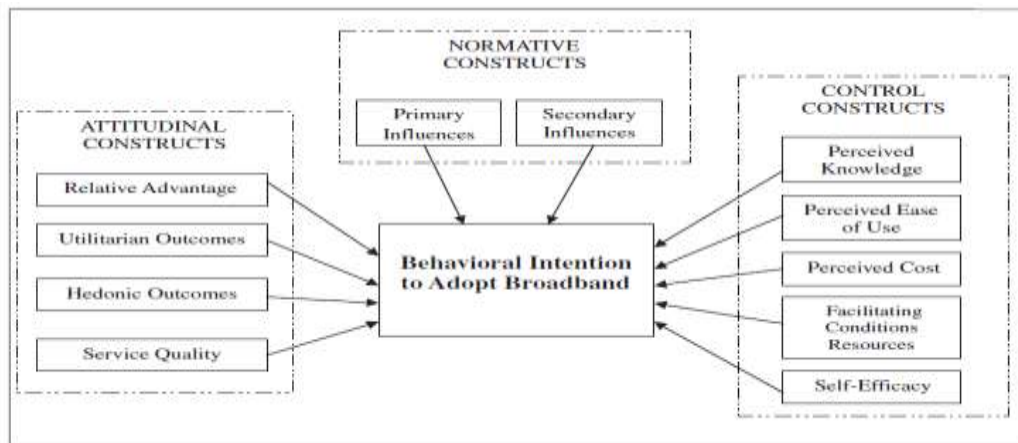 NORMATIVE
CONSTRUCTS
Primary
Influences
Secondary
Influences
ATTITUDINAL
CONSTRUCTS
Relative Advantage
Utilitarian Outcomes
Hedonic Outcomes
Service Quality
Behavioral Intention
to Adopt Broadband
CONTROL
CONSTRUCTS
Perceived
Knowledge
Perceived Ease
of Use
Perceived Cost
Facilitating
Conditions
Resources
Self-Efficacy